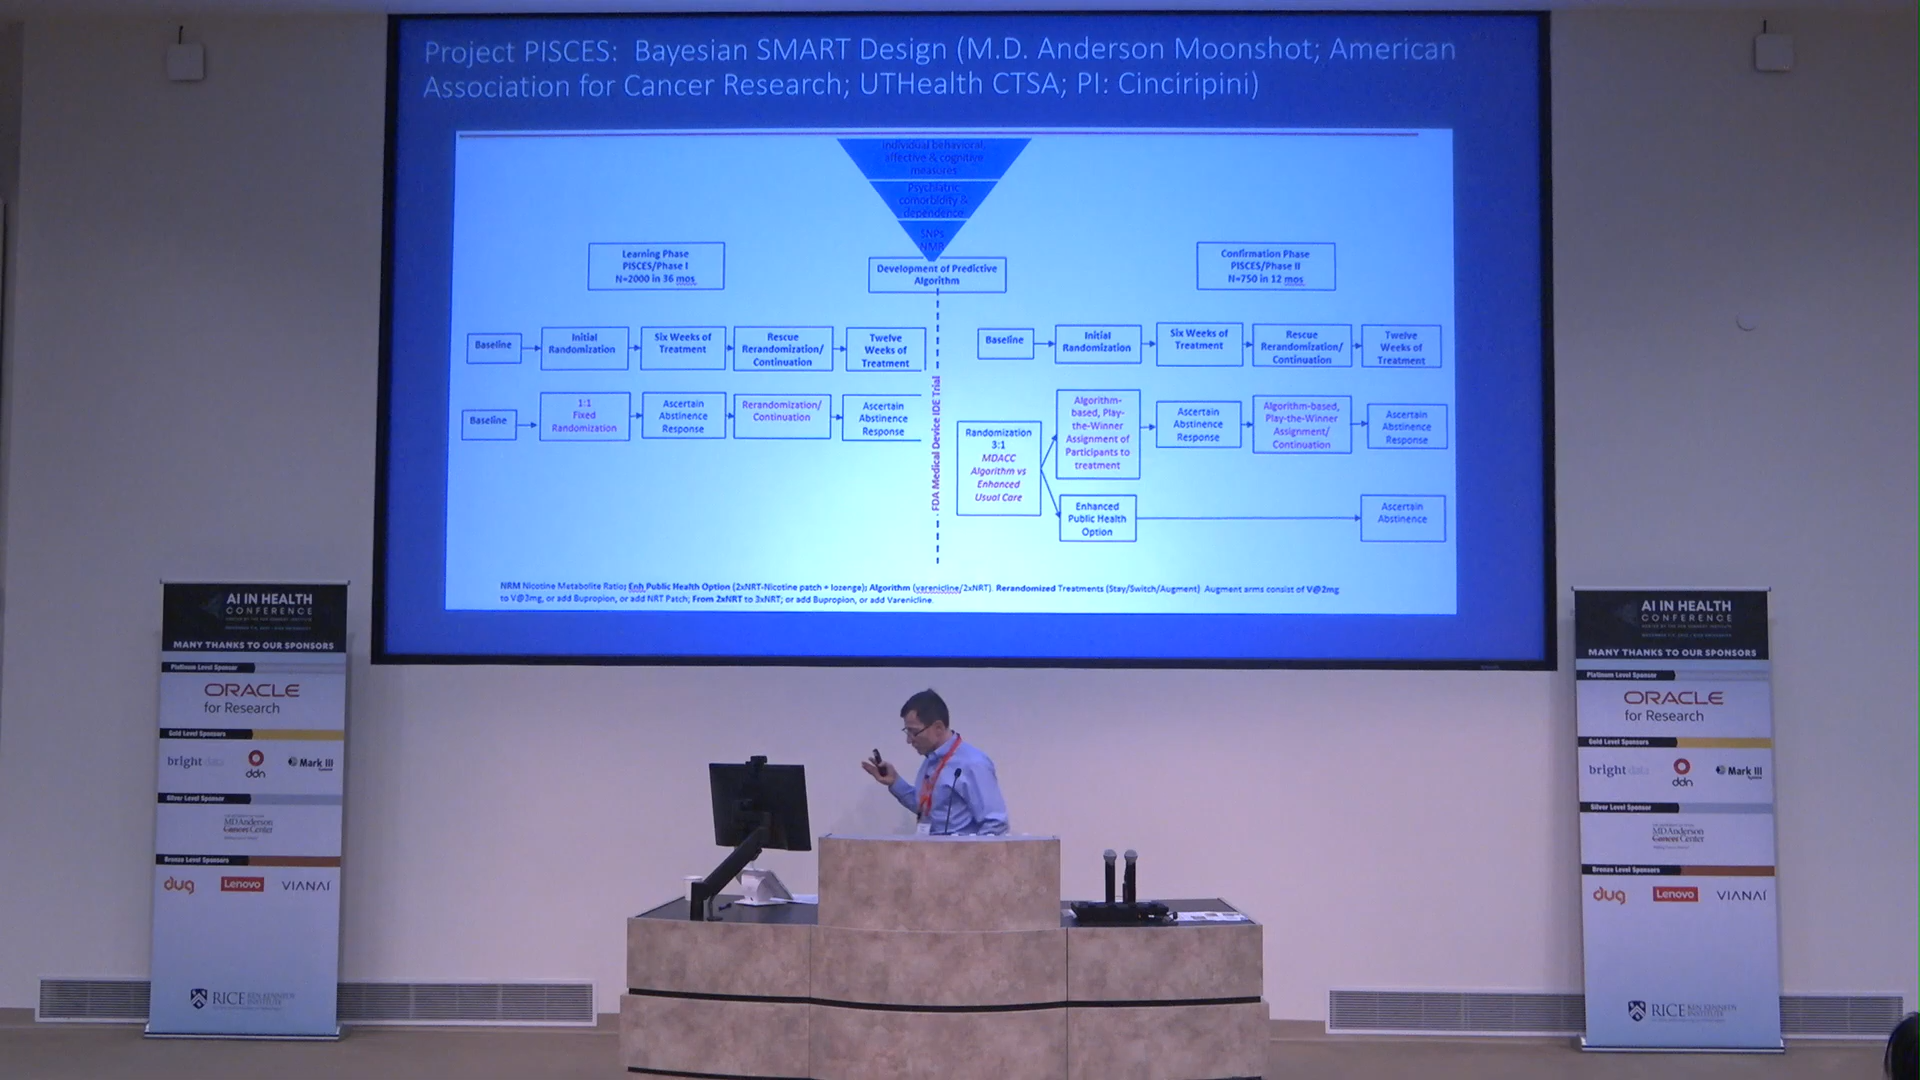 Project PISCES: Bayesian SMART Design (M.D. Anderson Moonshot; American
Association for Cancer Research; UTHealth CTSA; PI: Cinciripini)
individual behavioral,
affective & cognitive
measures
Psychiatric
comorbidity &
dependence
SNPs
NMR
Learning Phase
PISCES/Phase I
N=2000 in 36 mos
Development of Predictive
Algorithm
Confirmation Phase
PISCES/Phase II
N=750 in 12 mos
Baseline
Initial
Randomization
Six Weeks of
Treatment
Rescue
Rerandomization/
Continuation
Twelve
Weeks of
Treatment
Baseline
Initial
Randomization
Six Weeks of
Treatment
Rescue
Rerandomization/
Continuation
Twelve
Weeks of
Treatment
Baseline
1:1
Fixed
Randomization
Ascertain
Abstinence
Response
Rerandomization/
Continuation
Ascertain
Abstinence
Response
FDA Medical Device IDE Trial
Randomization
3:1
MDACC
Algorithm vs
Enhanced
Usual Care
Algorithm-
based, Play-
the-Winner
Assignment of
Participants to
treatment
Ascertain
Abstinence
Response
Algorithm-based,
Play-the-Winner
Assignment/
Continuation
Ascertain
Abstinence
Response
Enhanced
Public Health
Option
Ascertain
Abstinence
NRM Nicotine Metabolite Ratio; Enh Public Health Option (2xNRT-Nicotine patch + lozenge); Algorithm (varenicline/2xNRT). Rerandomized Treatments (Stay/Switch/Augment) Augment arms consist of V@2mg
to V@3mg, or add Bupropion, or add NRT Patch; From 2xNRT to 3xNRT; or add Bupropion, or add Varenicline.
AI IN HEALTH
CONFERENCE
MANY THANKS TO OUR SPONSORS
Platinum Level Sponsor
ORACLE
for Research
Gold Level Sponsors
bright data
ddn
Mark III
Silver Level Sponsor
MD Anderson
Cancer Center
Bronze Level Sponsors
dug
Lenovo
VIANAI
RICE KEN KENNEDY
INSTITUTE
AI IN HEALTH
CONFERENCE
MANY THANKS TO OUR SPONSORS
Platinum Level Sponsor
ORACLE
for Research
Gold Level Sponsors
bright data
ddn
Mark III
Silver Level Sponsor
MD Anderson
Cancer Center
Bronze Level Sponsors
dug
Lenovo
VIANAI
RICE KEN KENNEDY
INSTITUTE